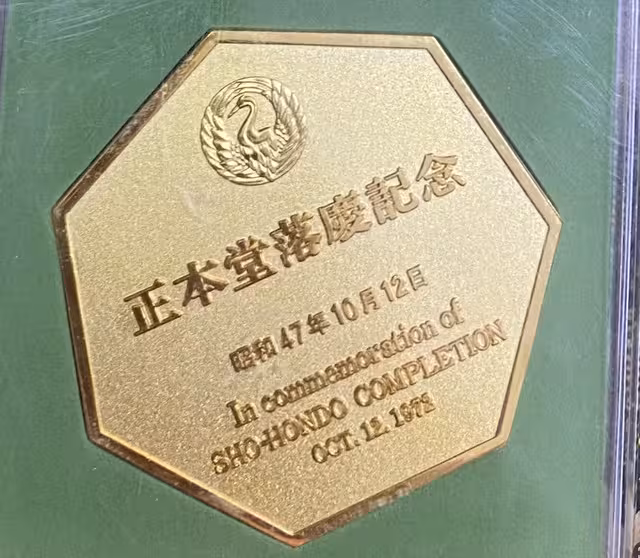 正本堂落慶記念
昭和47年10月12日
In commemoration of
SHO-HONDO COMPLETION
OCT. 12. 1972